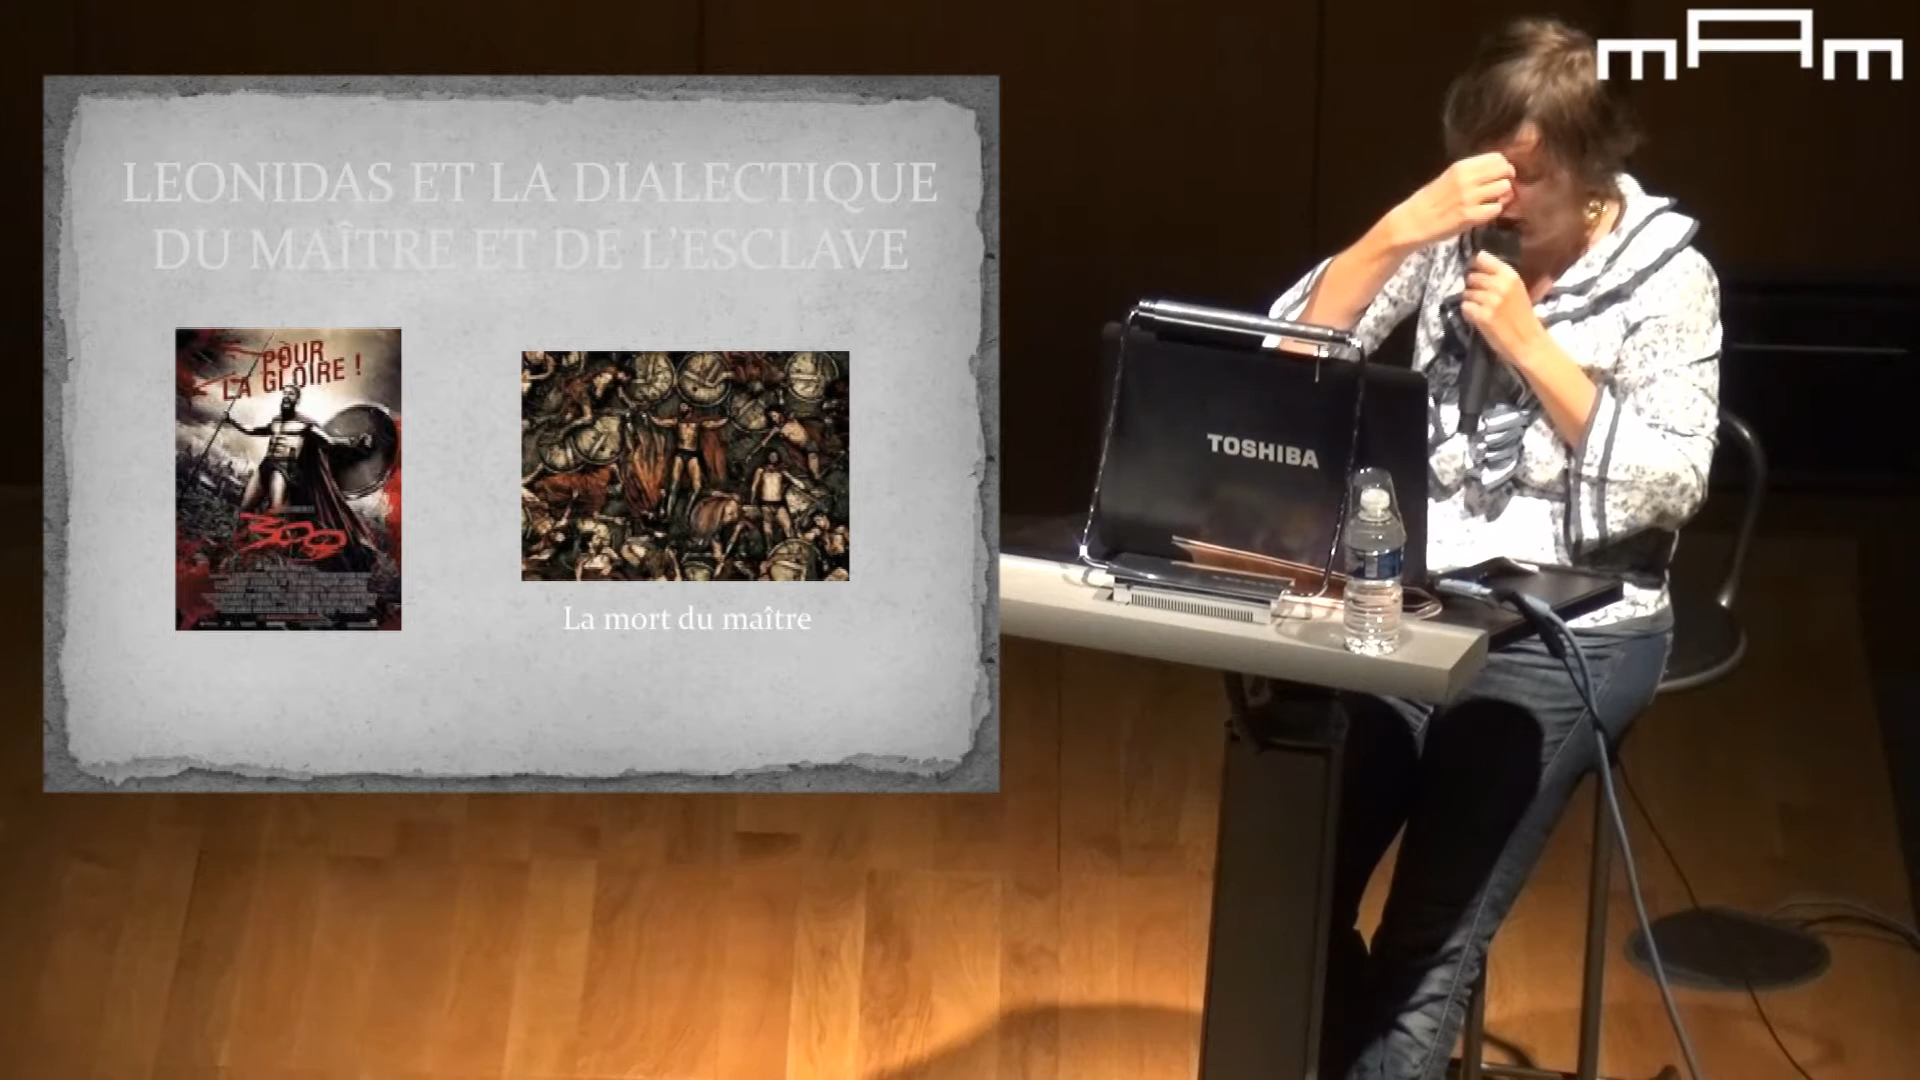 mAm
LEONIDAS ET LA DIALECTIQUE
DU MAÎTRE ET DE L'ESCLAVE
POUR
LA GLOIRE !
300
La mort du maître
TOSHIBA